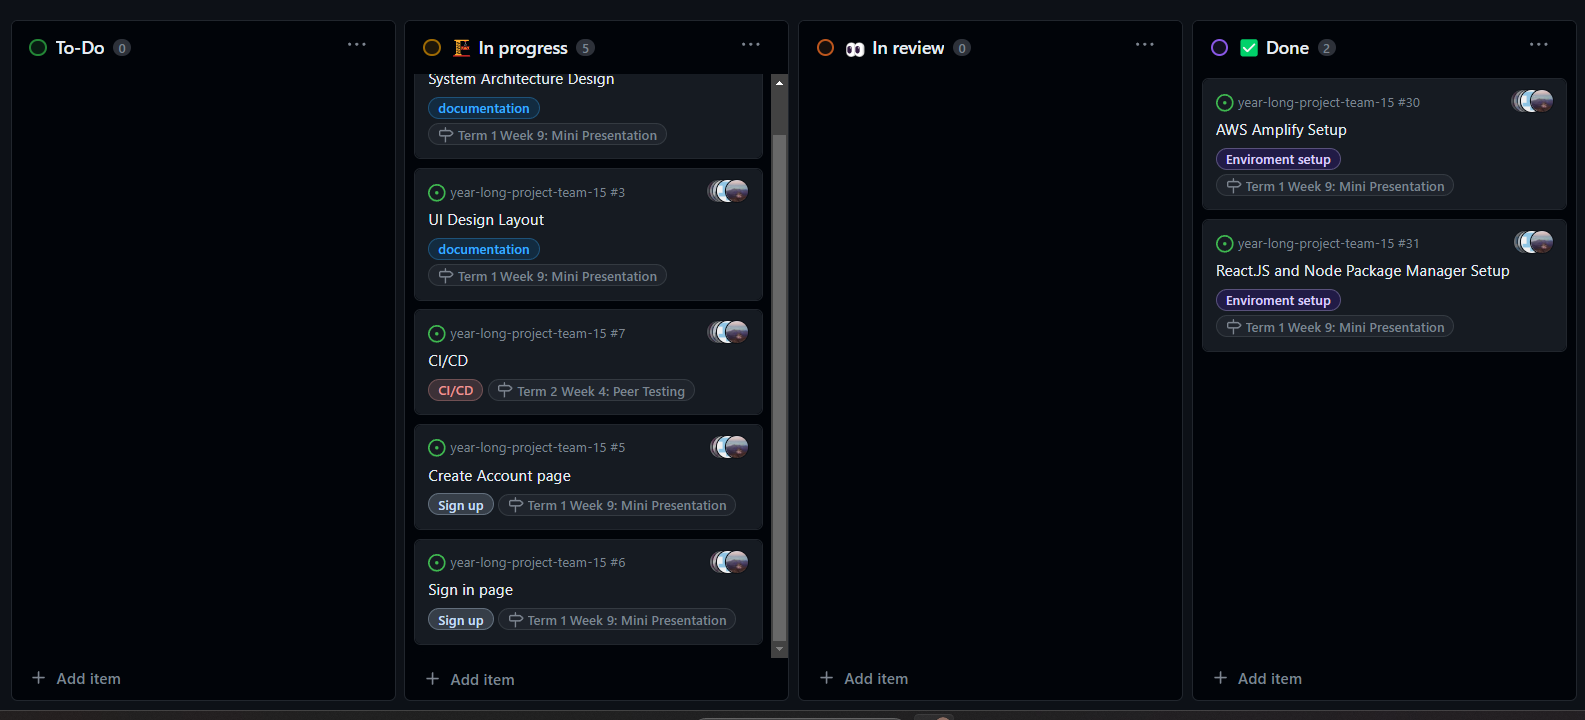 To-Do 0
In progress 5
System Architecture Design
documentation
Term 1 Week 9: Mini Presentation
year-long-project-team-15 #3
UI Design Layout
documentation
Term 1 Week 9: Mini Presentation
year-long-project-team-15 #7
CI/CD
CI/CD Term 2 Week 4: Peer Testing
year-long-project-team-15 #5
Create Account page
Sign up Term 1 Week 9: Mini Presentation
year-long-project-team-15 #6
Sign in page
Sign up Term 1 Week 9: Mini Presentation
In review 0
Done 2
year-long-project-team-15 #30
AWS Amplify Setup
Enviroment setup
Term 1 Week 9: Mini Presentation
year-long-project-team-15 #31
React.JS and Node Package Manager Setup
Enviroment setup
Term 1 Week 9: Mini Presentation
Add item
Add item
Add item
Add item